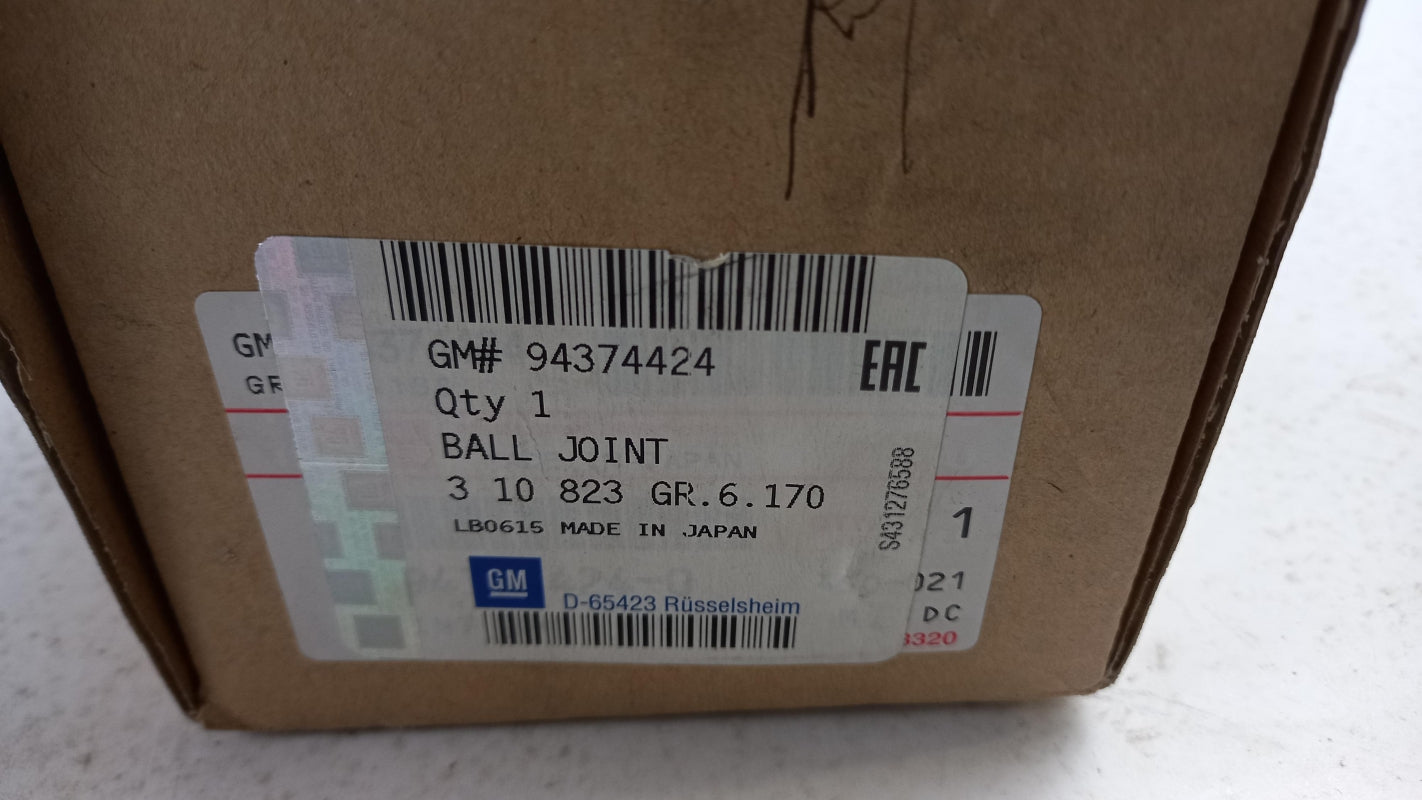 GM# 94374424
EAC
Qty 1
BALL JOINT
3 10 823 GR.6.170
LB0615 MADE IN JAPAN
S431276588
GM
D-65423 Rüsselsheim
GM
1
DC